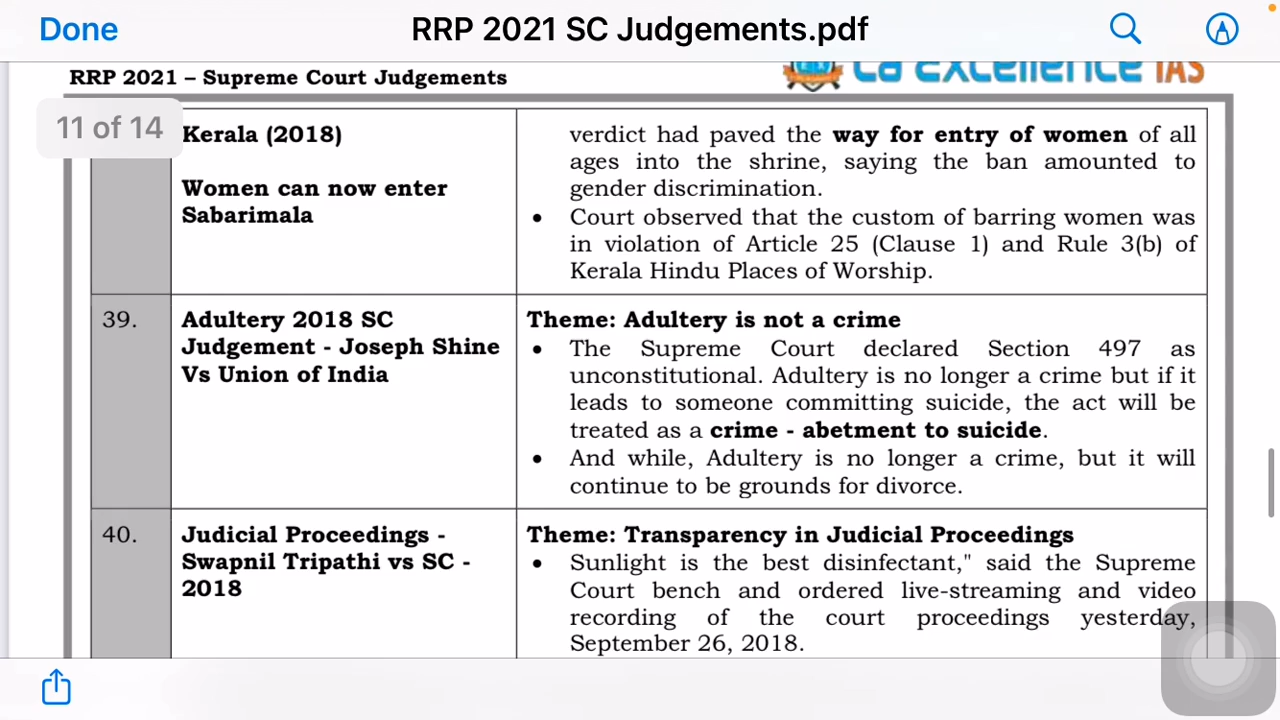 Done
RRP 2021 SC Judgements.pdf
RRP 2021 – Supreme Court Judgements
La Excellence IAS
11 of 14
Kerala (2018)
Women can now enter
Sabarimala
verdict had paved the way for entry of women of all
ages into the shrine, saying the ban amounted to
gender discrimination.
• Court observed that the custom of barring women was
in violation of Article 25 (Clause 1) and Rule 3(b) of
Kerala Hindu Places of Worship.
39.
Adultery 2018 SC
Judgement - Joseph Shine
Vs Union of India
Theme: Adultery is not a crime
• The Supreme Court declared Section 497 as
unconstitutional. Adultery is no longer a crime but if it
leads to someone committing suicide, the act will be
treated as a crime - abetment to suicide.
• And while, Adultery is no longer a crime, but it will
continue to be grounds for divorce.
40.
Judicial Proceedings -
Swapnil Tripathi vs SC -
2018
Theme: Transparency in Judicial Proceedings
• Sunlight is the best disinfectant," said the Supreme
Court bench and ordered live-streaming and video
recording of the court proceedings yesterday,
September 26, 2018.